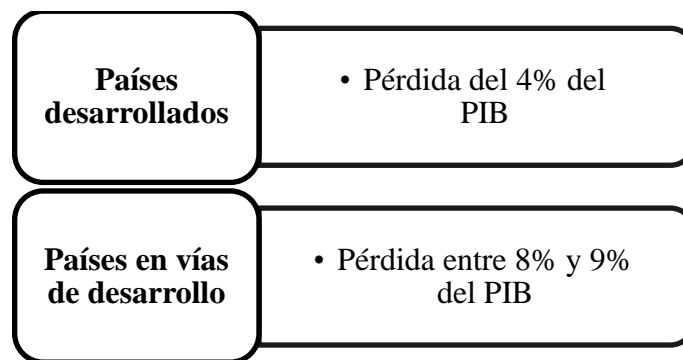 Países
desarrollados
• Pérdida del 4% del
PIB
Países en vías
de desarrollo
• Pérdida entre 8% y 9%
del PIB